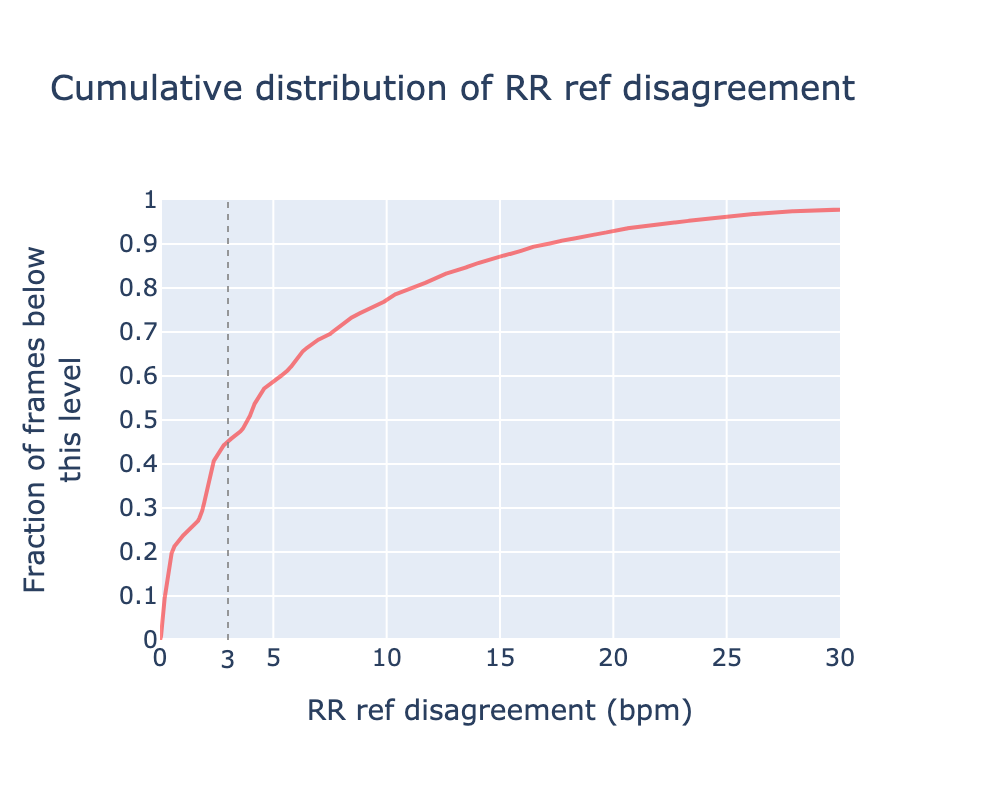 Cumulative distribution of RR ref disagreement
Fraction of frames below
this level
1
0.9
0.8
0.7
0.6
0.5
0.4
0.3
0.2
0.1
0
0 3 5 10 15 20 25 30
RR ref disagreement (bpm)